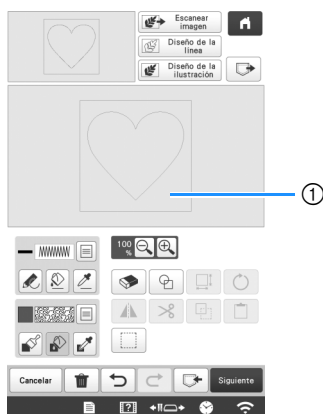 Escanear
imagen
Diseño de la
línea
Diseño de la
ilustración
①
100
%
Cancelar
Siguiente